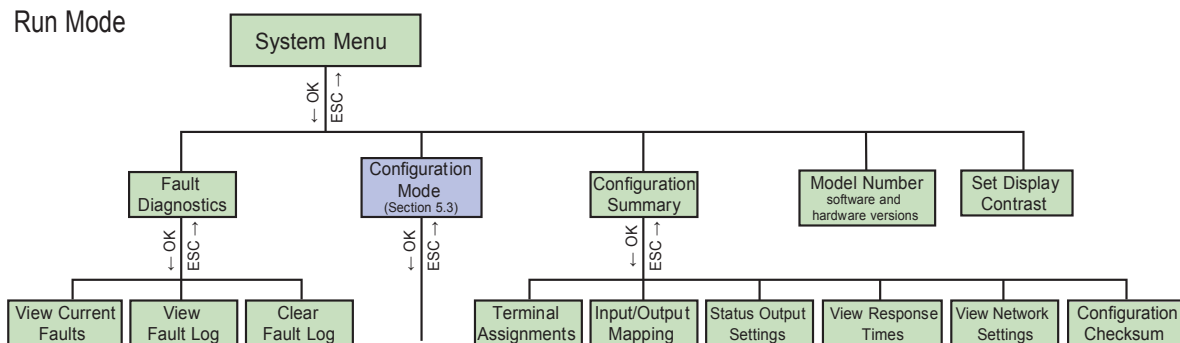 Run Mode
System Menu
← OK
ESC →
Fault
Diagnostics
Configuration
Mode
(Section 5.3)
Configuration
Summary
Model Number
software and
hardware versions
Set Display
Contrast
← OK
ESC →
← OK
ESC →
← OK
ESC →
View Current
Faults
View
Fault Log
Clear
Fault Log
Terminal
Assignments
Input/Output
Mapping
Status Output
Settings
View Response
Times
View Network
Settings
Configuration
Checksum